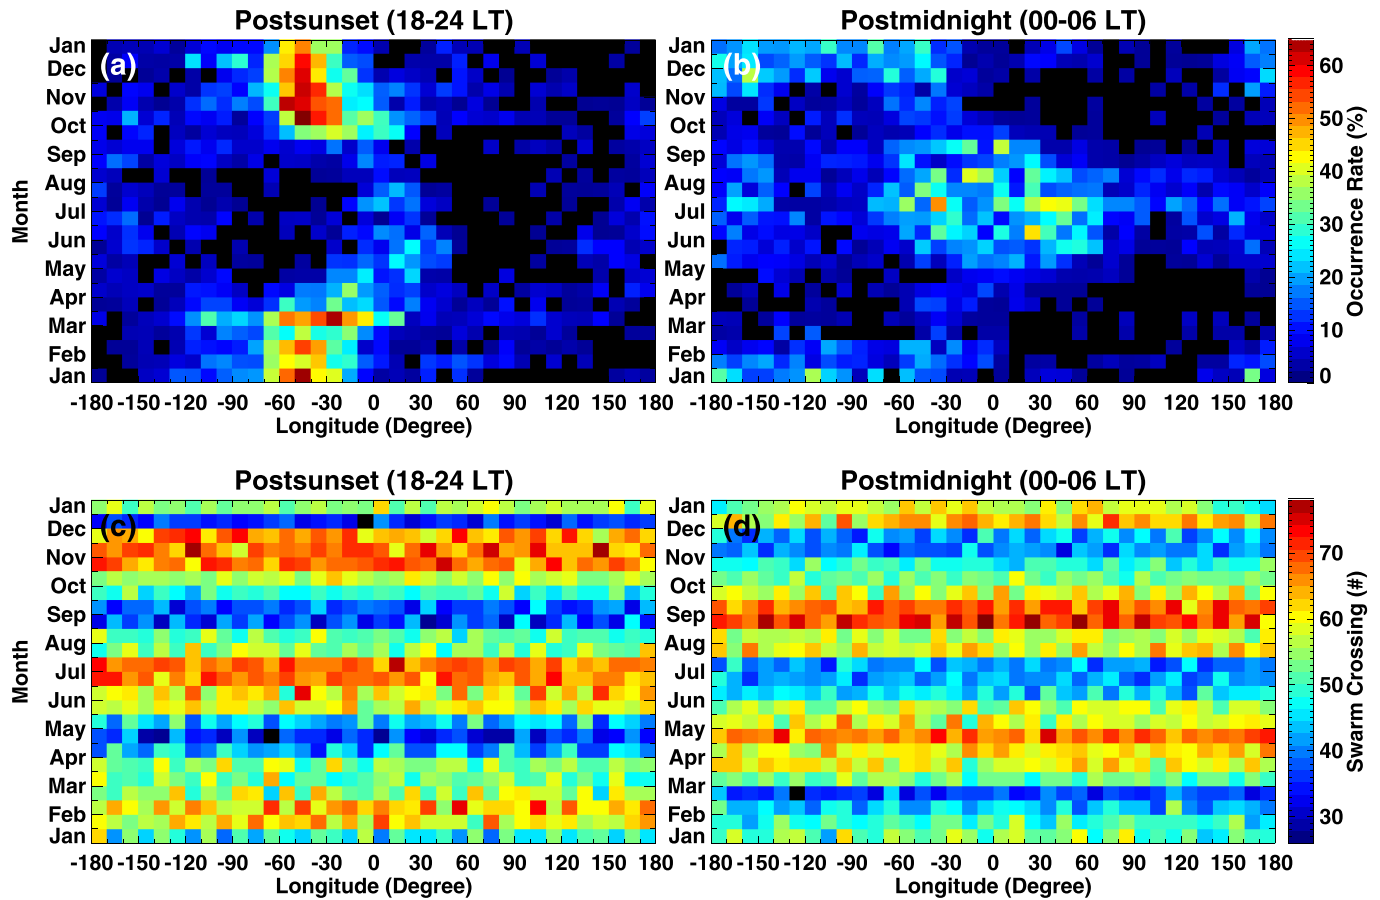 Postsunset (18-24 LT)
Postmidnight (00-06 LT)
(a)
(b)
Month
Jan
Dec
Nov
Oct
Sep
Aug
Jul
Jun
May
Apr
Mar
Feb
Jan
Jan
Dec
Nov
Oct
Sep
Aug
Jul
Jun
May
Apr
Mar
Feb
Jan
60
50
40
30
20
10
0
Occurrence Rate (%)
-180 -150 -120 -90 -60 -30 0 30 60 90 120 150 180
-180 -150 -120 -90 -60 -30 0 30 60 90 120 150 180
Longitude (Degree)
Longitude (Degree)
Postsunset (18-24 LT)
Postmidnight (00-06 LT)
(c)
(d)
Month
Jan
Dec
Nov
Oct
Sep
Aug
Jul
Jun
May
Apr
Mar
Feb
Jan
Jan
Dec
Nov
Oct
Sep
Aug
Jul
Jun
May
Apr
Mar
Feb
Jan
70
60
50
40
30
Swarm Crossing (#)
-180 -150 -120 -90 -60 -30 0 30 60 90 120 150 180
-180 -150 -120 -90 -60 -30 0 30 60 90 120 150 180
Longitude (Degree)
Longitude (Degree)